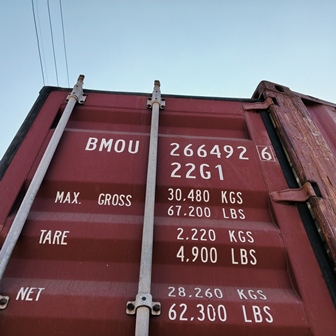 BMOU 266492 6
22G1
MAX. GROSS 30.480 KGS
67.200 LBS
TARE 2.220 KGS
4.900 LBS
NET 28.260 KGS
62,300 LBS